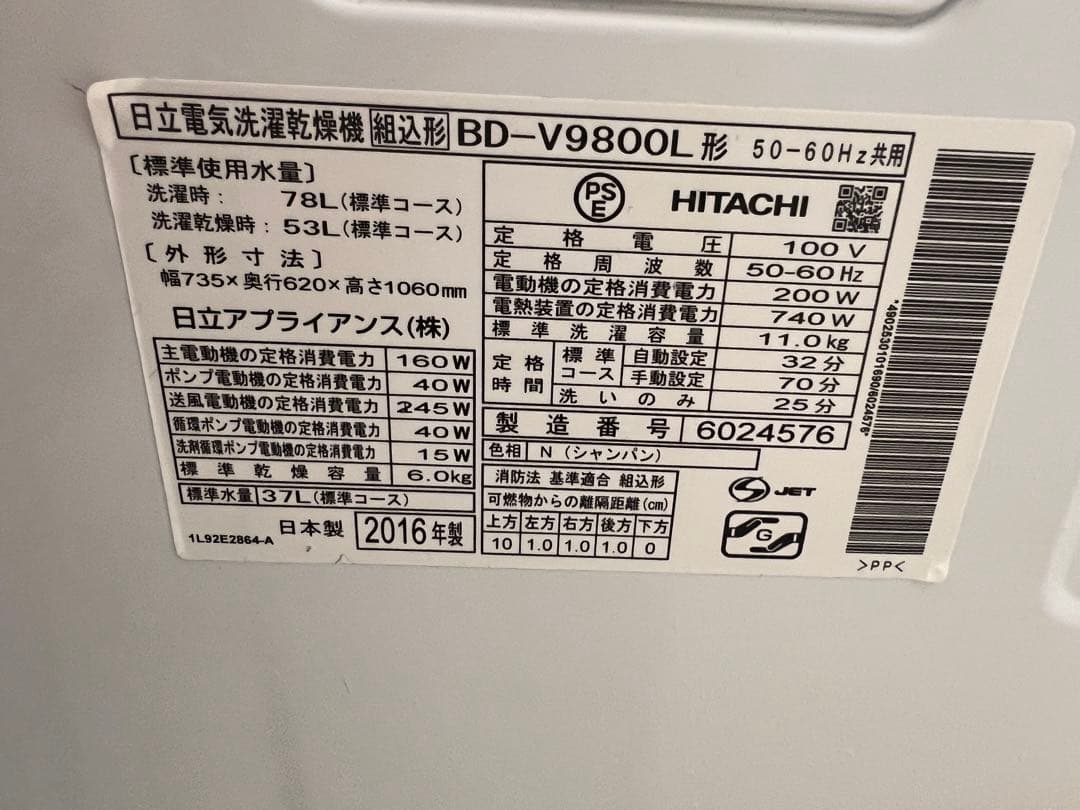 日立電気洗濯乾燥機 組込形 BD-V9800L形 50-60Hz共用
〔標準使用水量〕
洗濯時： 78L(標準コース)
洗濯乾燥時：53L(標準コース)
〔外形寸法〕
幅735×奥行620×高さ1060mm
日立アプライアンス(株)
主電動機の定格消費電力 160W
ポンプ電動機の定格消費電力 40W
送風電動機の定格消費電力 245W
循環ポンプ電動機の定格消費電力 40W
洗剤循環ポンプ電動機の定格消費電力 15W
標準乾燥容量 6.0kg
標準水量 37L(標準コース)
1L92E2864-A 日本製 2016年製
PSE HITACHI
定格電圧 100V
定格周波数 50-60Hz
電動機の定格消費電力 200W
電熱装置の定格消費電力 740W
標準洗濯容量 11.0kg
定格時間 標準コース 自動設定 32分
手動設定 70分
洗いのみ 25分
製造番号 6024576
色相 N（シャンパン）
消防法 基準適合 組込形
可燃物からの離隔距離(cm)
上方 左方 右方 後方 下方
10 1.0 1.0 1.0 0
JET
G
*4902530101690/6024576*
>PP<